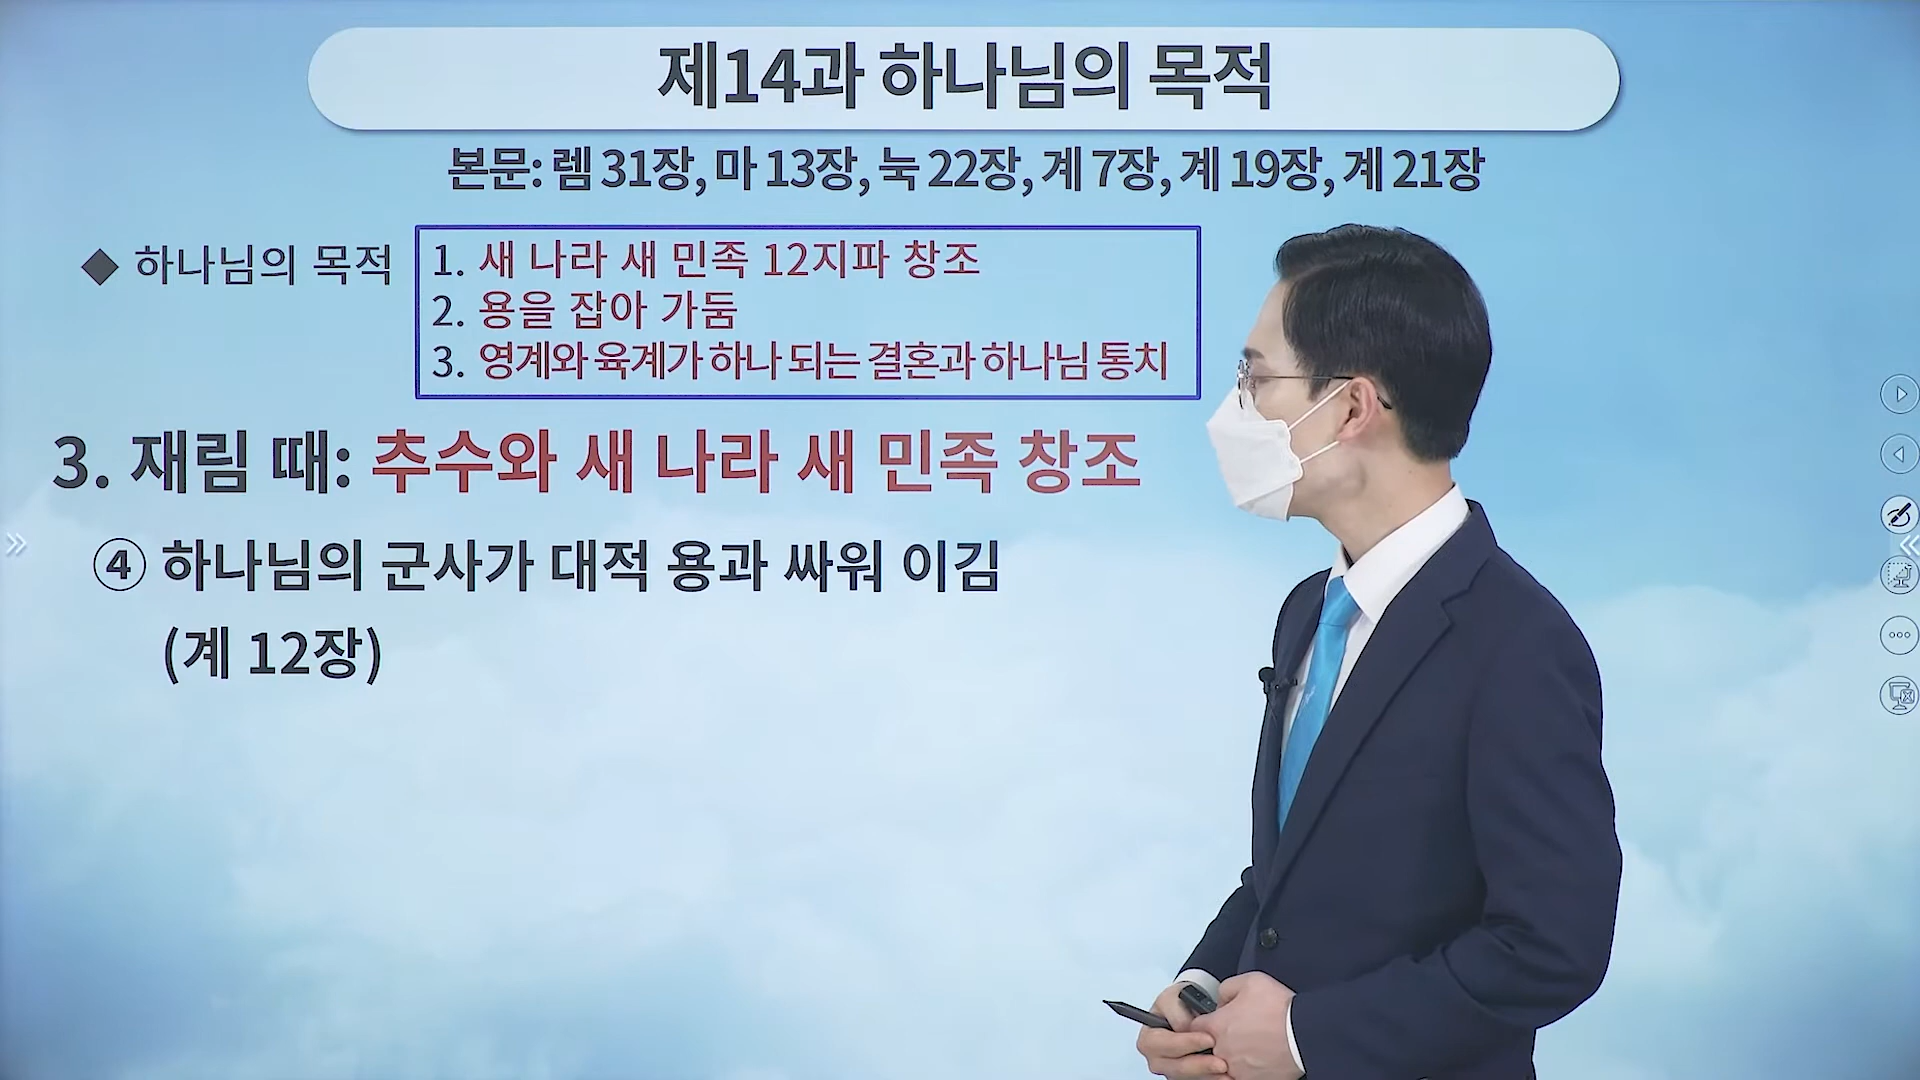 제14과 하나님의 목적
본문: 렘 31장, 마 13장, 눅 22장, 계 7장, 계 19장, 계 21장
◆ 하나님의 목적
1. 새 나라 새 민족 12지파 창조
2. 용을 잡아 가둠
3. 영계와 육계가 하나 되는 결혼과 하나님 통치
3. 재림 때: 추수와 새 나라 새 민족 창조
④ 하나님의 군사가 대적 용과 싸워 이김
(계 12장)